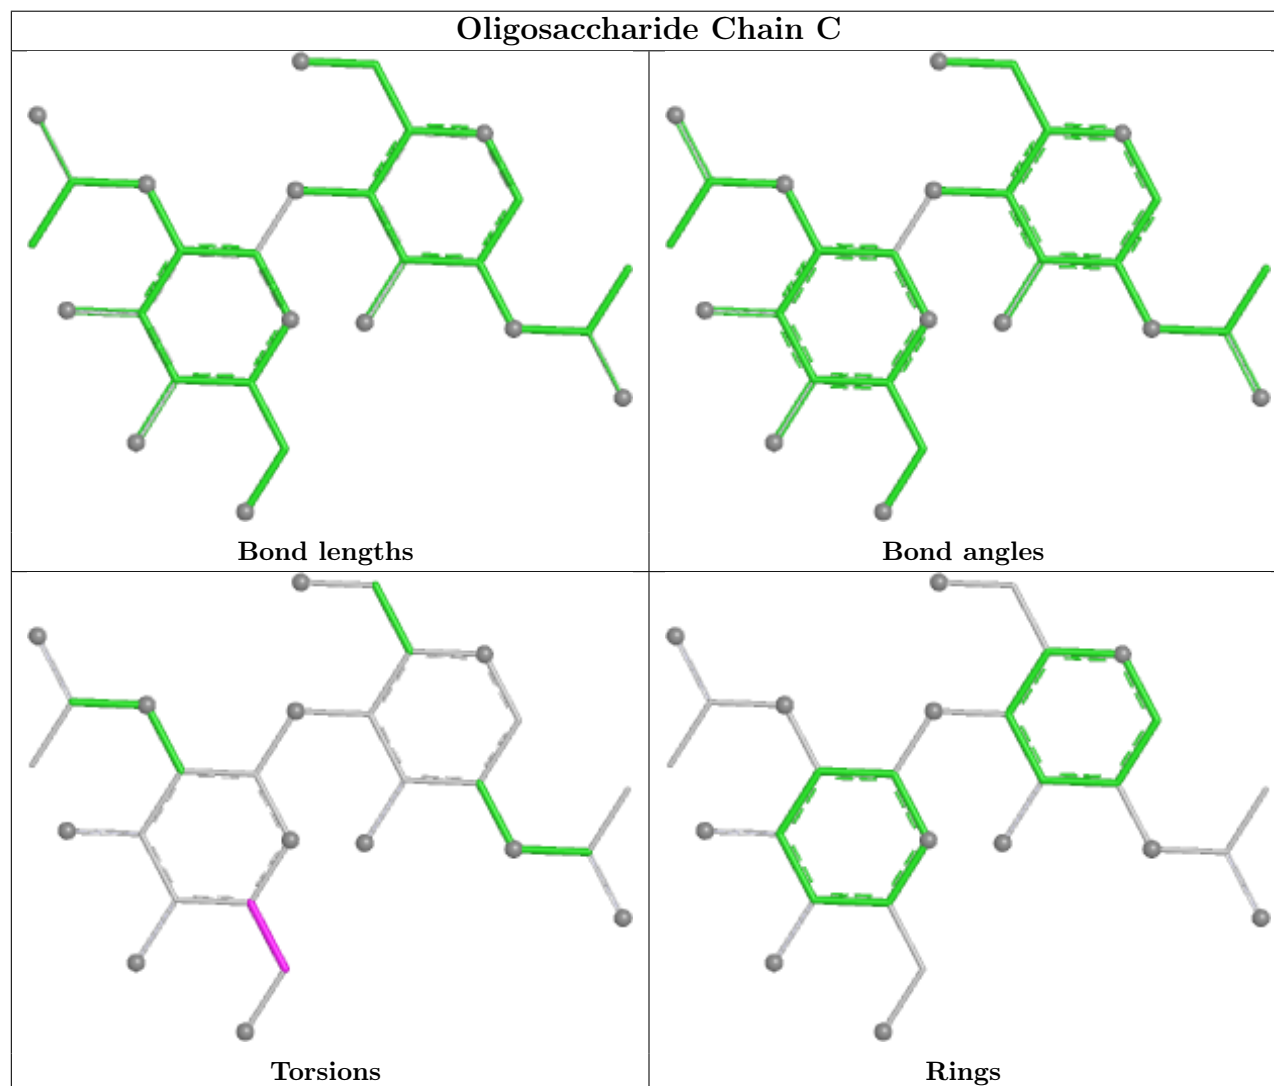 Oligosaccharide Chain C
Bond lengths
Bond angles
Torsions
Rings